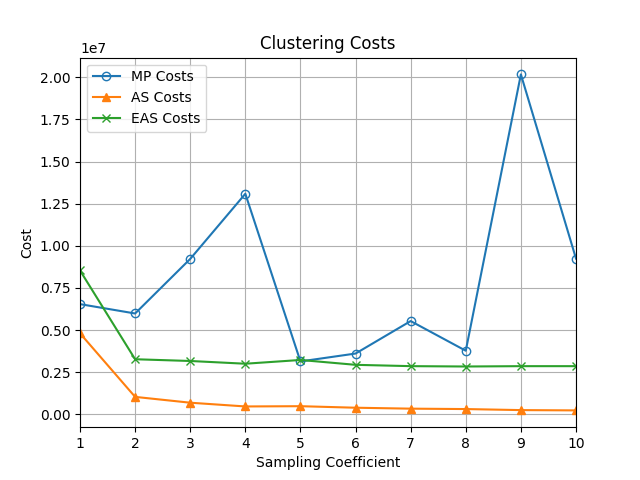 Clustering Costs
1e7
MP Costs
AS Costs
EAS Costs
2.00
1.75
1.50
1.25
1.00
0.75
0.50
0.25
0.00
Cost
1 2 3 4 5 6 7 8 9 10
Sampling Coefficient